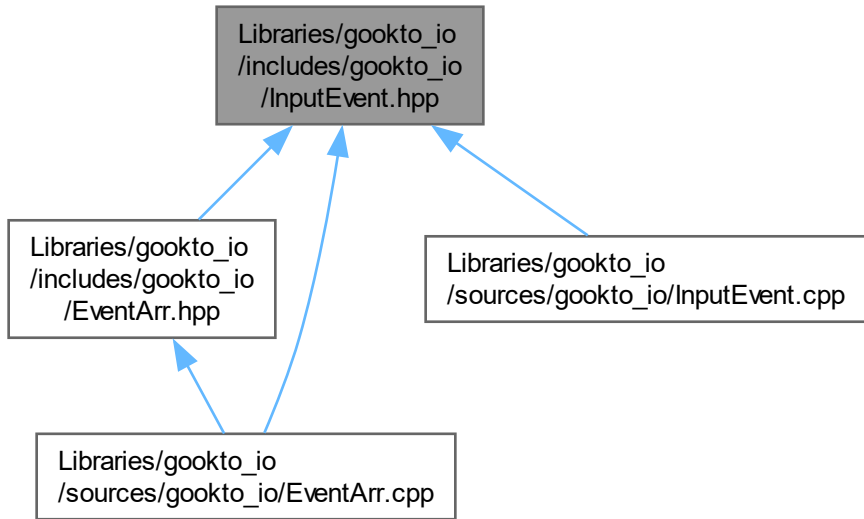 Libraries/gookto_io
/includes/gookto_io
/InputEvent.hpp
Libraries/gookto_io
/includes/gookto_io
/EventArr.hpp
Libraries/gookto_io
/sources/gookto_io/InputEvent.cpp
Libraries/gookto_io
/sources/gookto_io/EventArr.cpp